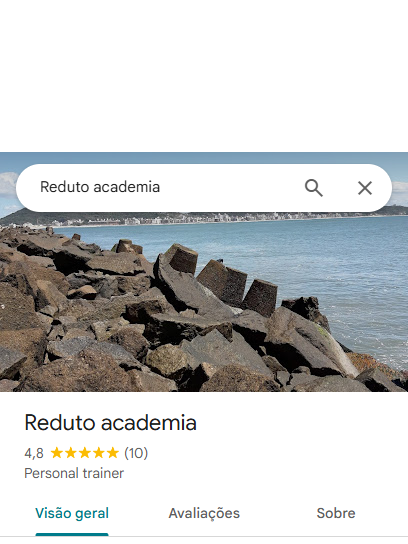 Reduto academia
Reduto academia
4,8 (10)
Personal trainer
Visão geral Avaliações Sobre